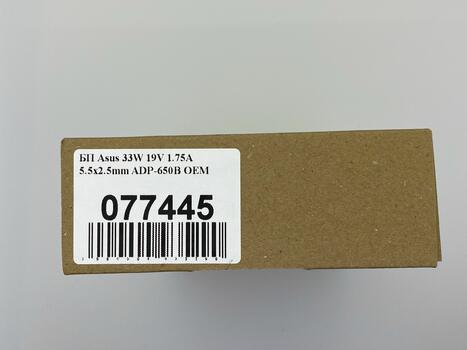 БП Asus 33W 19V 1.75A
5.5x2.5mm ADP-650B OEM
077445